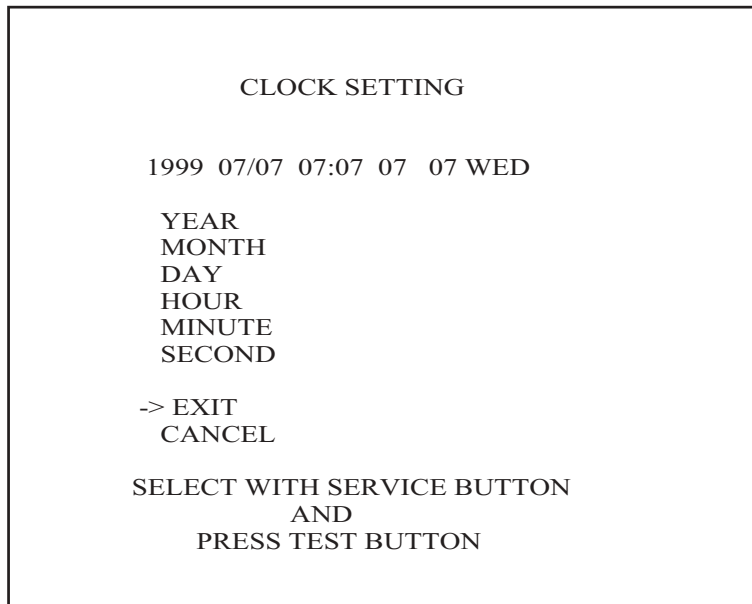 CLOCK SETTING
1999 07/07 07:07 07 07 WED
YEAR
MONTH
DAY
HOUR
MINUTE
SECOND
-> EXIT
CANCEL
SELECT WITH SERVICE BUTTON
AND
PRESS TEST BUTTON